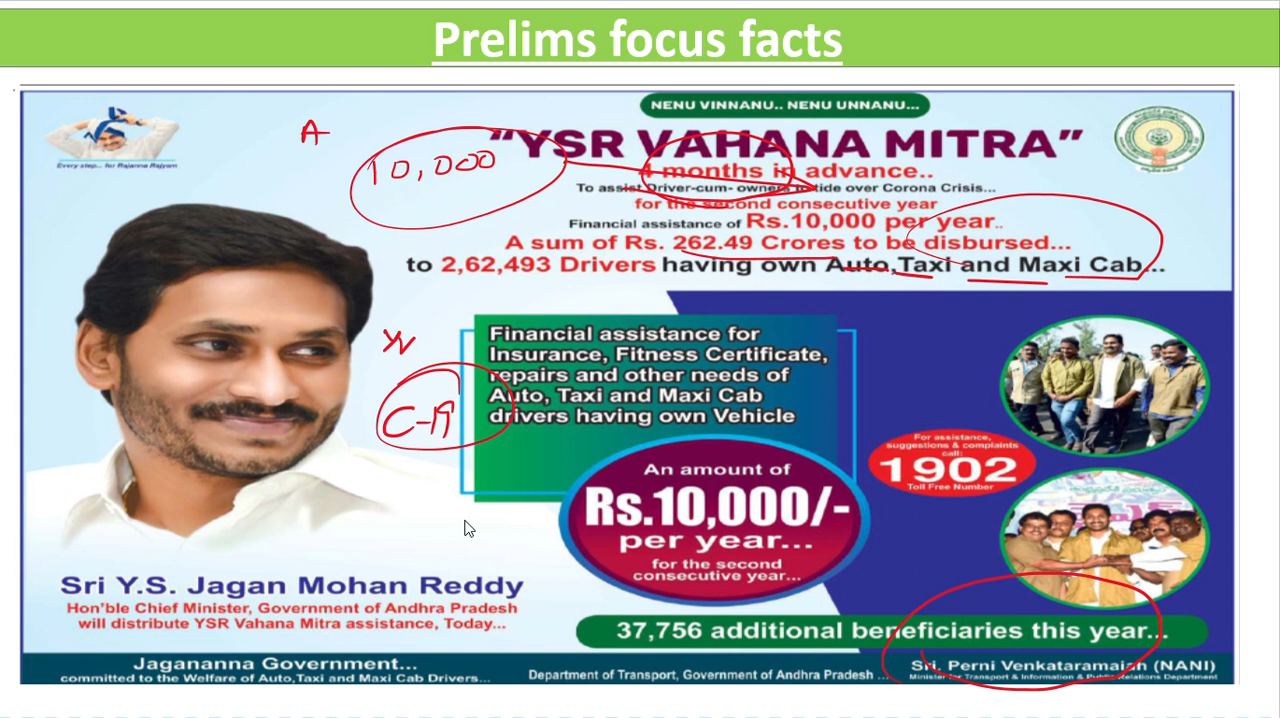 Prelims focus facts
NENU VINNANU.. NENU UNNANU...
"YSR VAHANA MITRA"
4 months in advance..
To assist Driver-cum- owners to tide over Corona Crisis...
for the second consecutive year
Financial assistance of Rs.10,000 per year..
A sum of Rs. 262.49 Crores to be disbursed...
to 2,62,493 Drivers having own Auto,Taxi and Maxi Cab...
Every step... for Rajanna Rajyam
A
10,000
C-19
Financial assistance for
Insurance, Fitness Certificate,
repairs and other needs of
Auto, Taxi and Maxi Cab
drivers having own Vehicle
For assistance,
suggestions & complaints
call:
1902
Toll Free Number
An amount of
Rs.10,000/-
per year...
for the second
consecutive year...
Sri Y.S. Jagan Mohan Reddy
Hon'ble Chief Minister, Government of Andhra Pradesh
will distribute YSR Vahana Mitra assistance, Today...
37,756 additional beneficiaries this year...
Jagananna Government...
committed to the Welfare of Auto,Taxi and Maxi Cab Drivers...
Department of Transport, Government of Andhra Pradesh ...
Sri. Perni Venkataramaiah (NANI)
Minister for Transport & Information & Public Relations Department